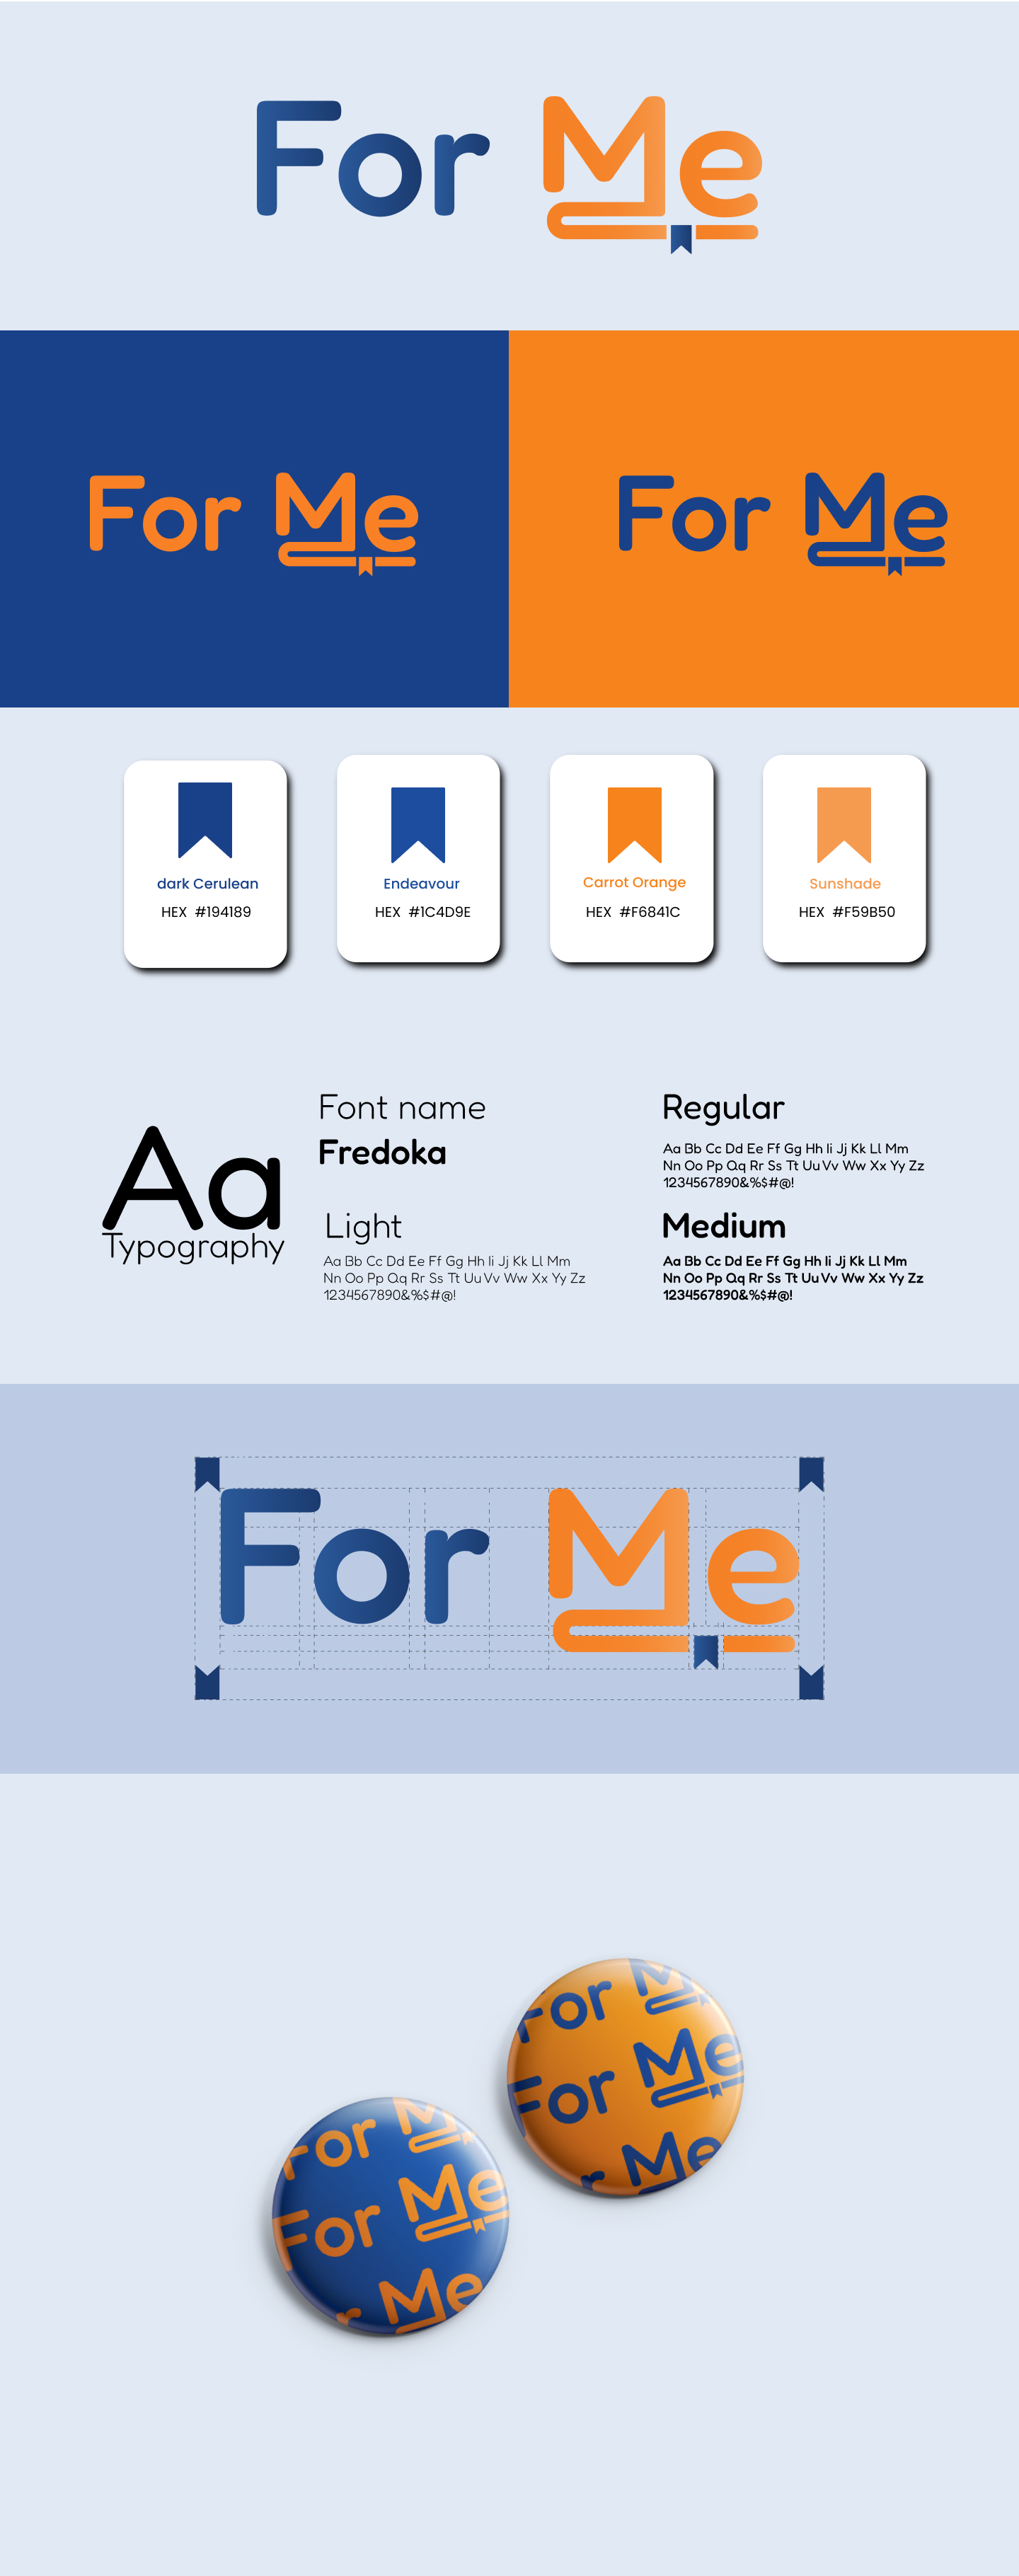 For Me
For Me
For Me
dark Cerulean
HEX #194189
Endeavour
HEX #1C4D9E
Carrot Orange
HEX #F6841C
Sunshade
HEX #F59B50
Aa
Typography
Font name
Fredoka
Light
Aa Bb Cc Dd Ee Ff Gg Hh Ii Jj Kk Ll Mm
Nn Oo Pp Qq Rr Ss Tt Uu Vv Ww Xx Yy Zz
1234567890&%$#@!
Regular
Aa Bb Cc Dd Ee Ff Gg Hh Ii Jj Kk Ll Mm
Nn Oo Pp Qq Rr Ss Tt Uu Vv Ww Xx Yy Zz
1234567890&%$#@!
Medium
Aa Bb Cc Dd Ee Ff Gg Hh Ii Jj Kk Ll Mm
Nn Oo Pp Qq Rr Ss Tt Uu Vv Ww Xx Yy Zz
1234567890&%$#@!
For Me
For M
For Me
r Me
For M
For Me
r Me